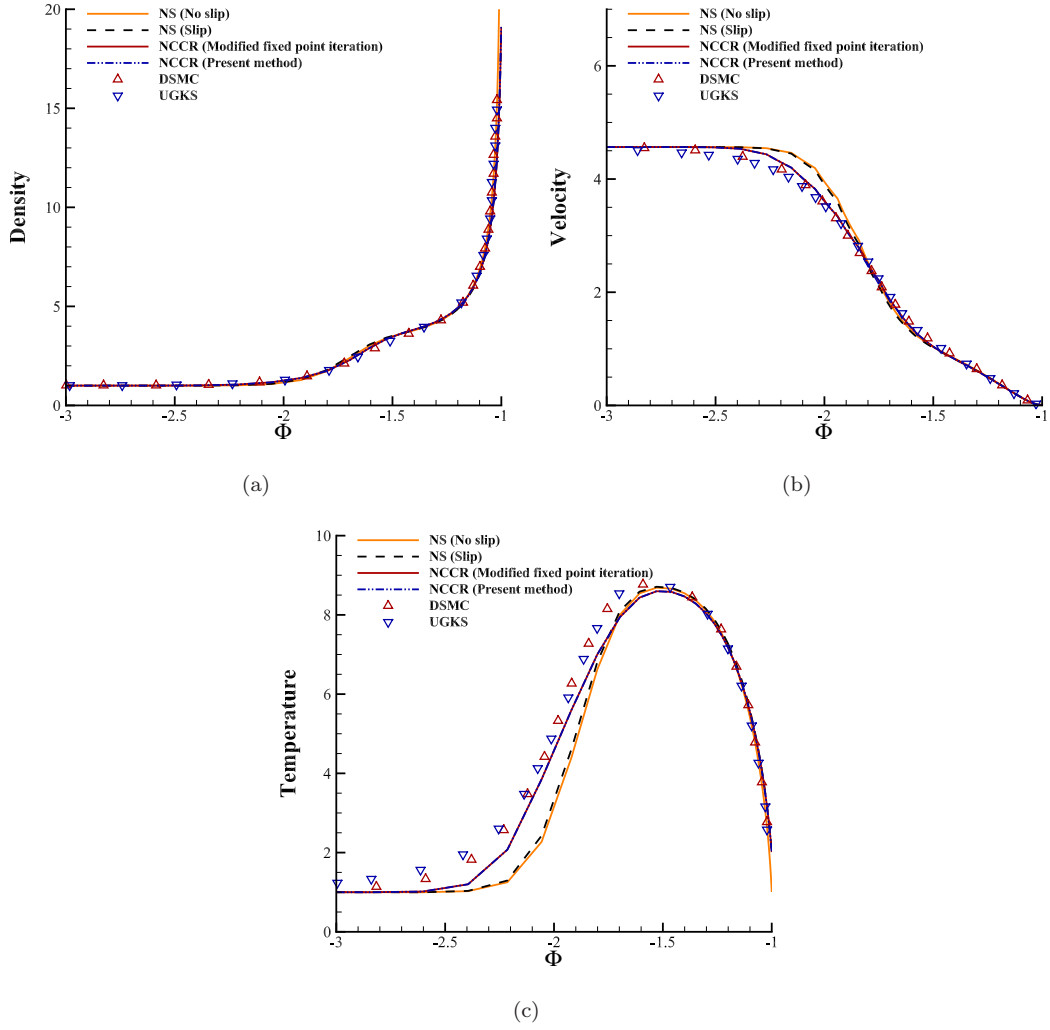 NS (No slip)
NS (Slip)
NCCR (Modified fixed point iteration)
NCCR (Present method)
DSMC
UGKS
Density
20
15
10
5
0
-3
-2.5
-2
-1.5
-1
Φ
(a)
NS (No slip)
NS (Slip)
NCCR (Modified fixed point iteration)
NCCR (Present method)
DSMC
UGKS
Velocity
6
4
2
0
-3
-2.5
-2
-1.5
-1
Φ
(b)
NS (No slip)
NS (Slip)
NCCR (Modified fixed point iteration)
NCCR (Present method)
DSMC
UGKS
Temperature
10
8
6
4
2
0
-3
-2.5
-2
-1.5
-1
Φ
(c)